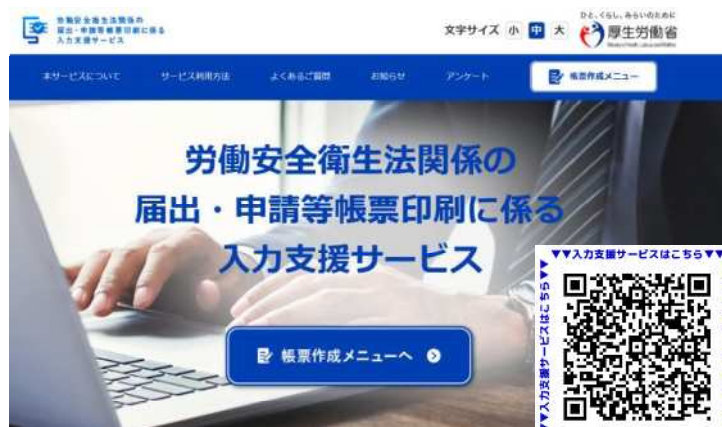 労働安全衛生法関係の
届出・申請等帳票印刷に係る
入力支援サービス
文字サイズ 小 中 大
ひと、くらし、みらいのために
厚生労働省
Ministry of Health, Labour and Welfare
本サービスについて サービス利用方法 よくあるご質問 お知らせ アンケート 帳票作成メニュー
労働安全衛生法関係の
届出・申請等帳票印刷に係る
入力支援サービス
帳票作成メニューへ
▼▼入力支援サービスはこちら▼▼
▼▼入力支援サービスはこちら▼▼